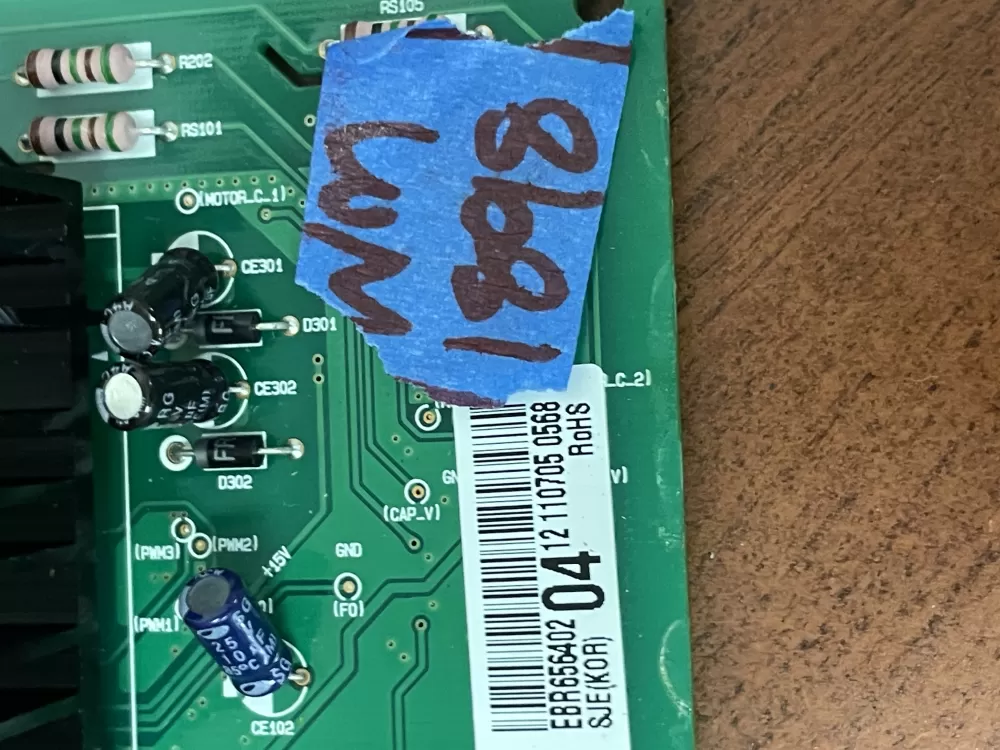 RS105
R202
RS101
(MOTOR_C_1)
CE301
D301
CE302
D302
(PWM3)
(PWM2)
+15V
GND
(PWM1)
(FO)
CE102
(CAP_V)
_C_2)
V)
WM
EBR656402 04 12 110705 0568
SJE(KOR)
RoHS